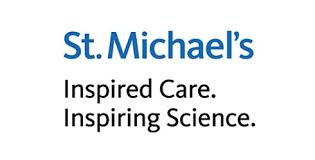 St. Michael's
Inspired Care.
Inspiring Science.